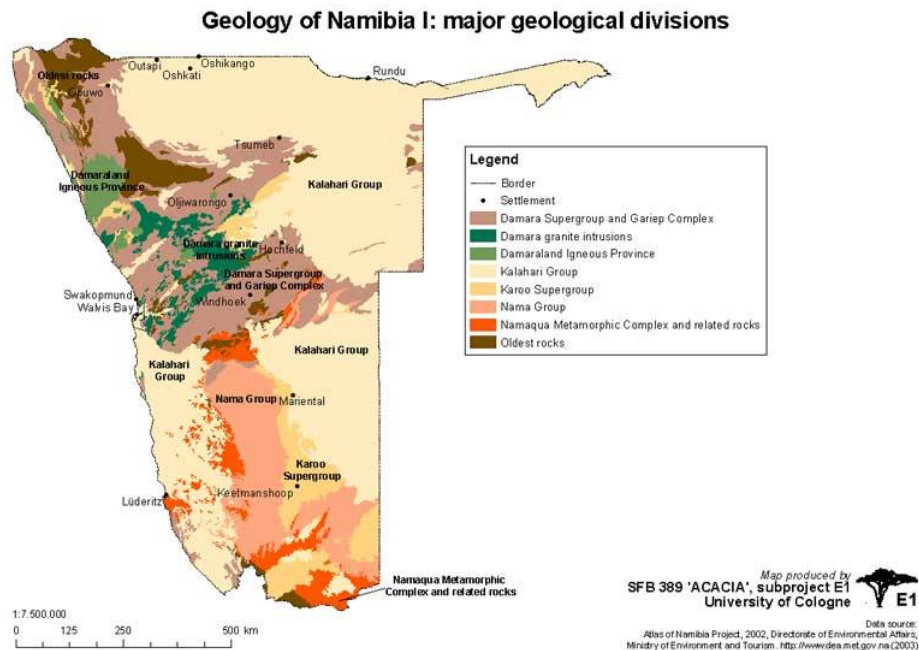 Geology of Namibia I: major geological divisions
Oldest rocks
Opuwo
Outapi
Oshikango
Oshkati
Rundu
Tsumeb
Damaraland
Igneous Province
Kalahari Group
Otjiwarongo
Damara granite
intrusions
Hochfeld
Damara Supergroup
and Gariep Complex
Swakopmund
Windhoek
Walvis Bay
Kalahari
Group
Kalahari Group
Nama Group
Mariental
Karoo
Supergroup
Lüderitz
Keetmanshoop
Namaqua Metamorphic
Complex and related rocks
Legend
Border
Settlement
Damara Supergroup and Gariep Complex
Damara granite intrusions
Damaraland Igneous Province
Kalahari Group
Karoo Supergroup
Nama Group
Namaqua Metamorphic Complex and related rocks
Oldest rocks
1:7.500.000
0 125 250 500 km
Map produced by
SFB 389 'ACACIA', subproject E1
University of Cologne
E1
Data source:
Atlas of Namibia Project, 2002, Directorate of Environmental Affairs,
Ministry of Environment and Tourism. http://www.dea.met.gov.na (2003)